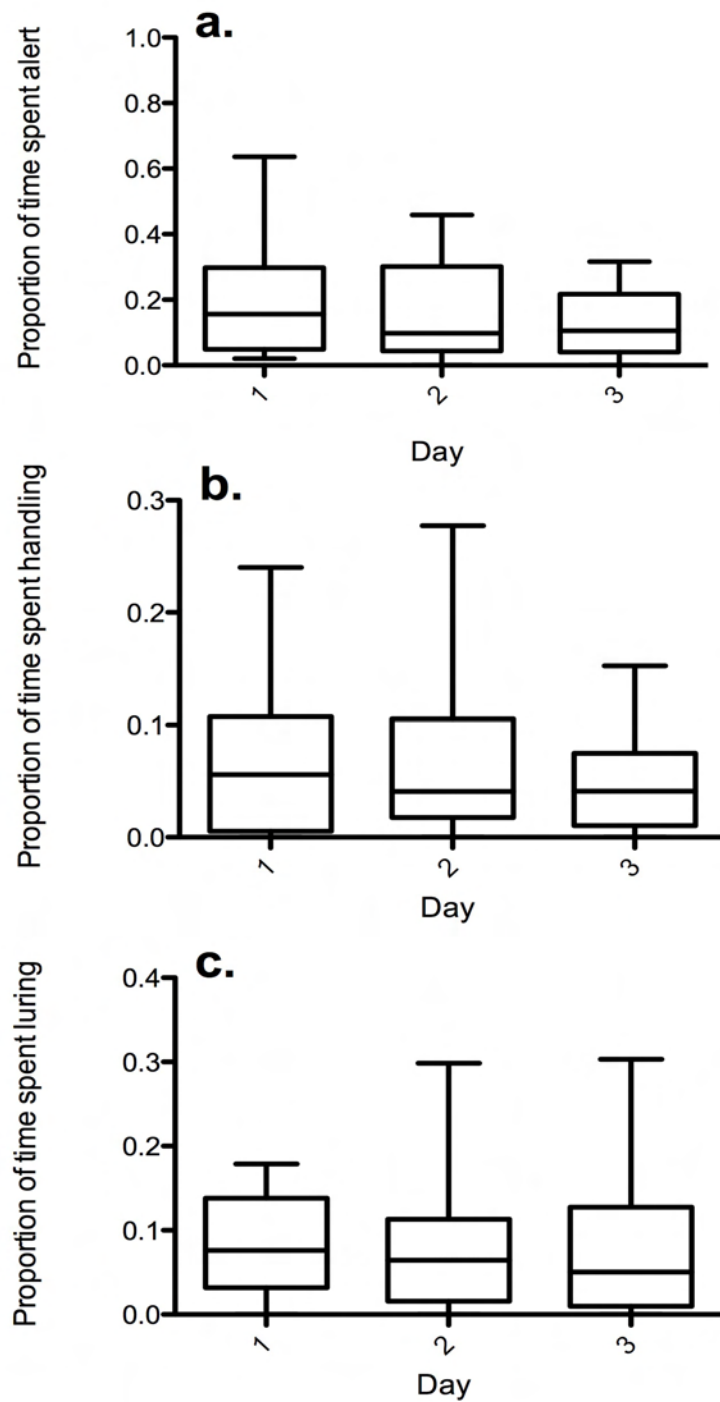 a.
Proportion of time spent alert
1.0
0.8
0.6
0.4
0.2
0.0
1 2 3
Day
b.
Proportion of time spent handling
0.3
0.2
0.1
0.0
1 2 3
Day
c.
Proportion of time spent luring
0.4
0.3
0.2
0.1
0.0
1 2 3
Day